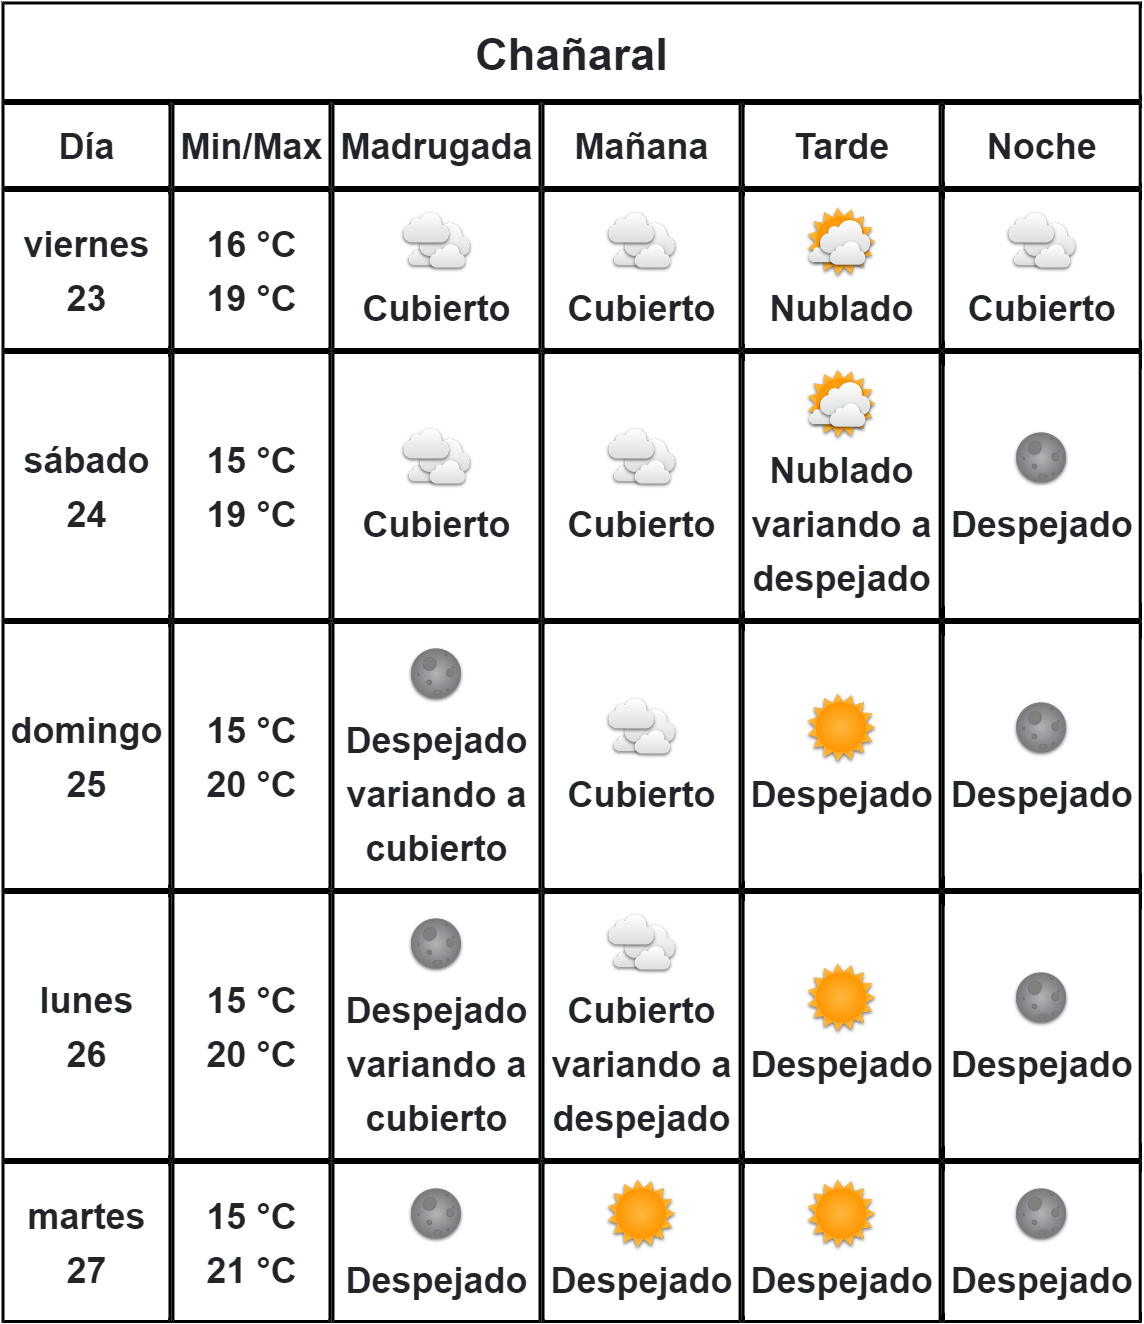 Chañaral
Día Min/Max Madrugada Mañana Tarde Noche
viernes
23
16 °C
19 °C
Cubierto
Cubierto
Nublado
Cubierto
sábado
24
15 °C
19 °C
Cubierto
Cubierto
Nublado
variando a
despejado
Despejado
domingo
25
15 °C
20 °C
Despejado
variando a
cubierto
Cubierto
Despejado
Despejado
lunes
26
15 °C
20 °C
Despejado
variando a
cubierto
Cubierto
variando a
despejado
Despejado
Despejado
martes
27
15 °C
21 °C
Despejado
Despejado
Despejado
Despejado